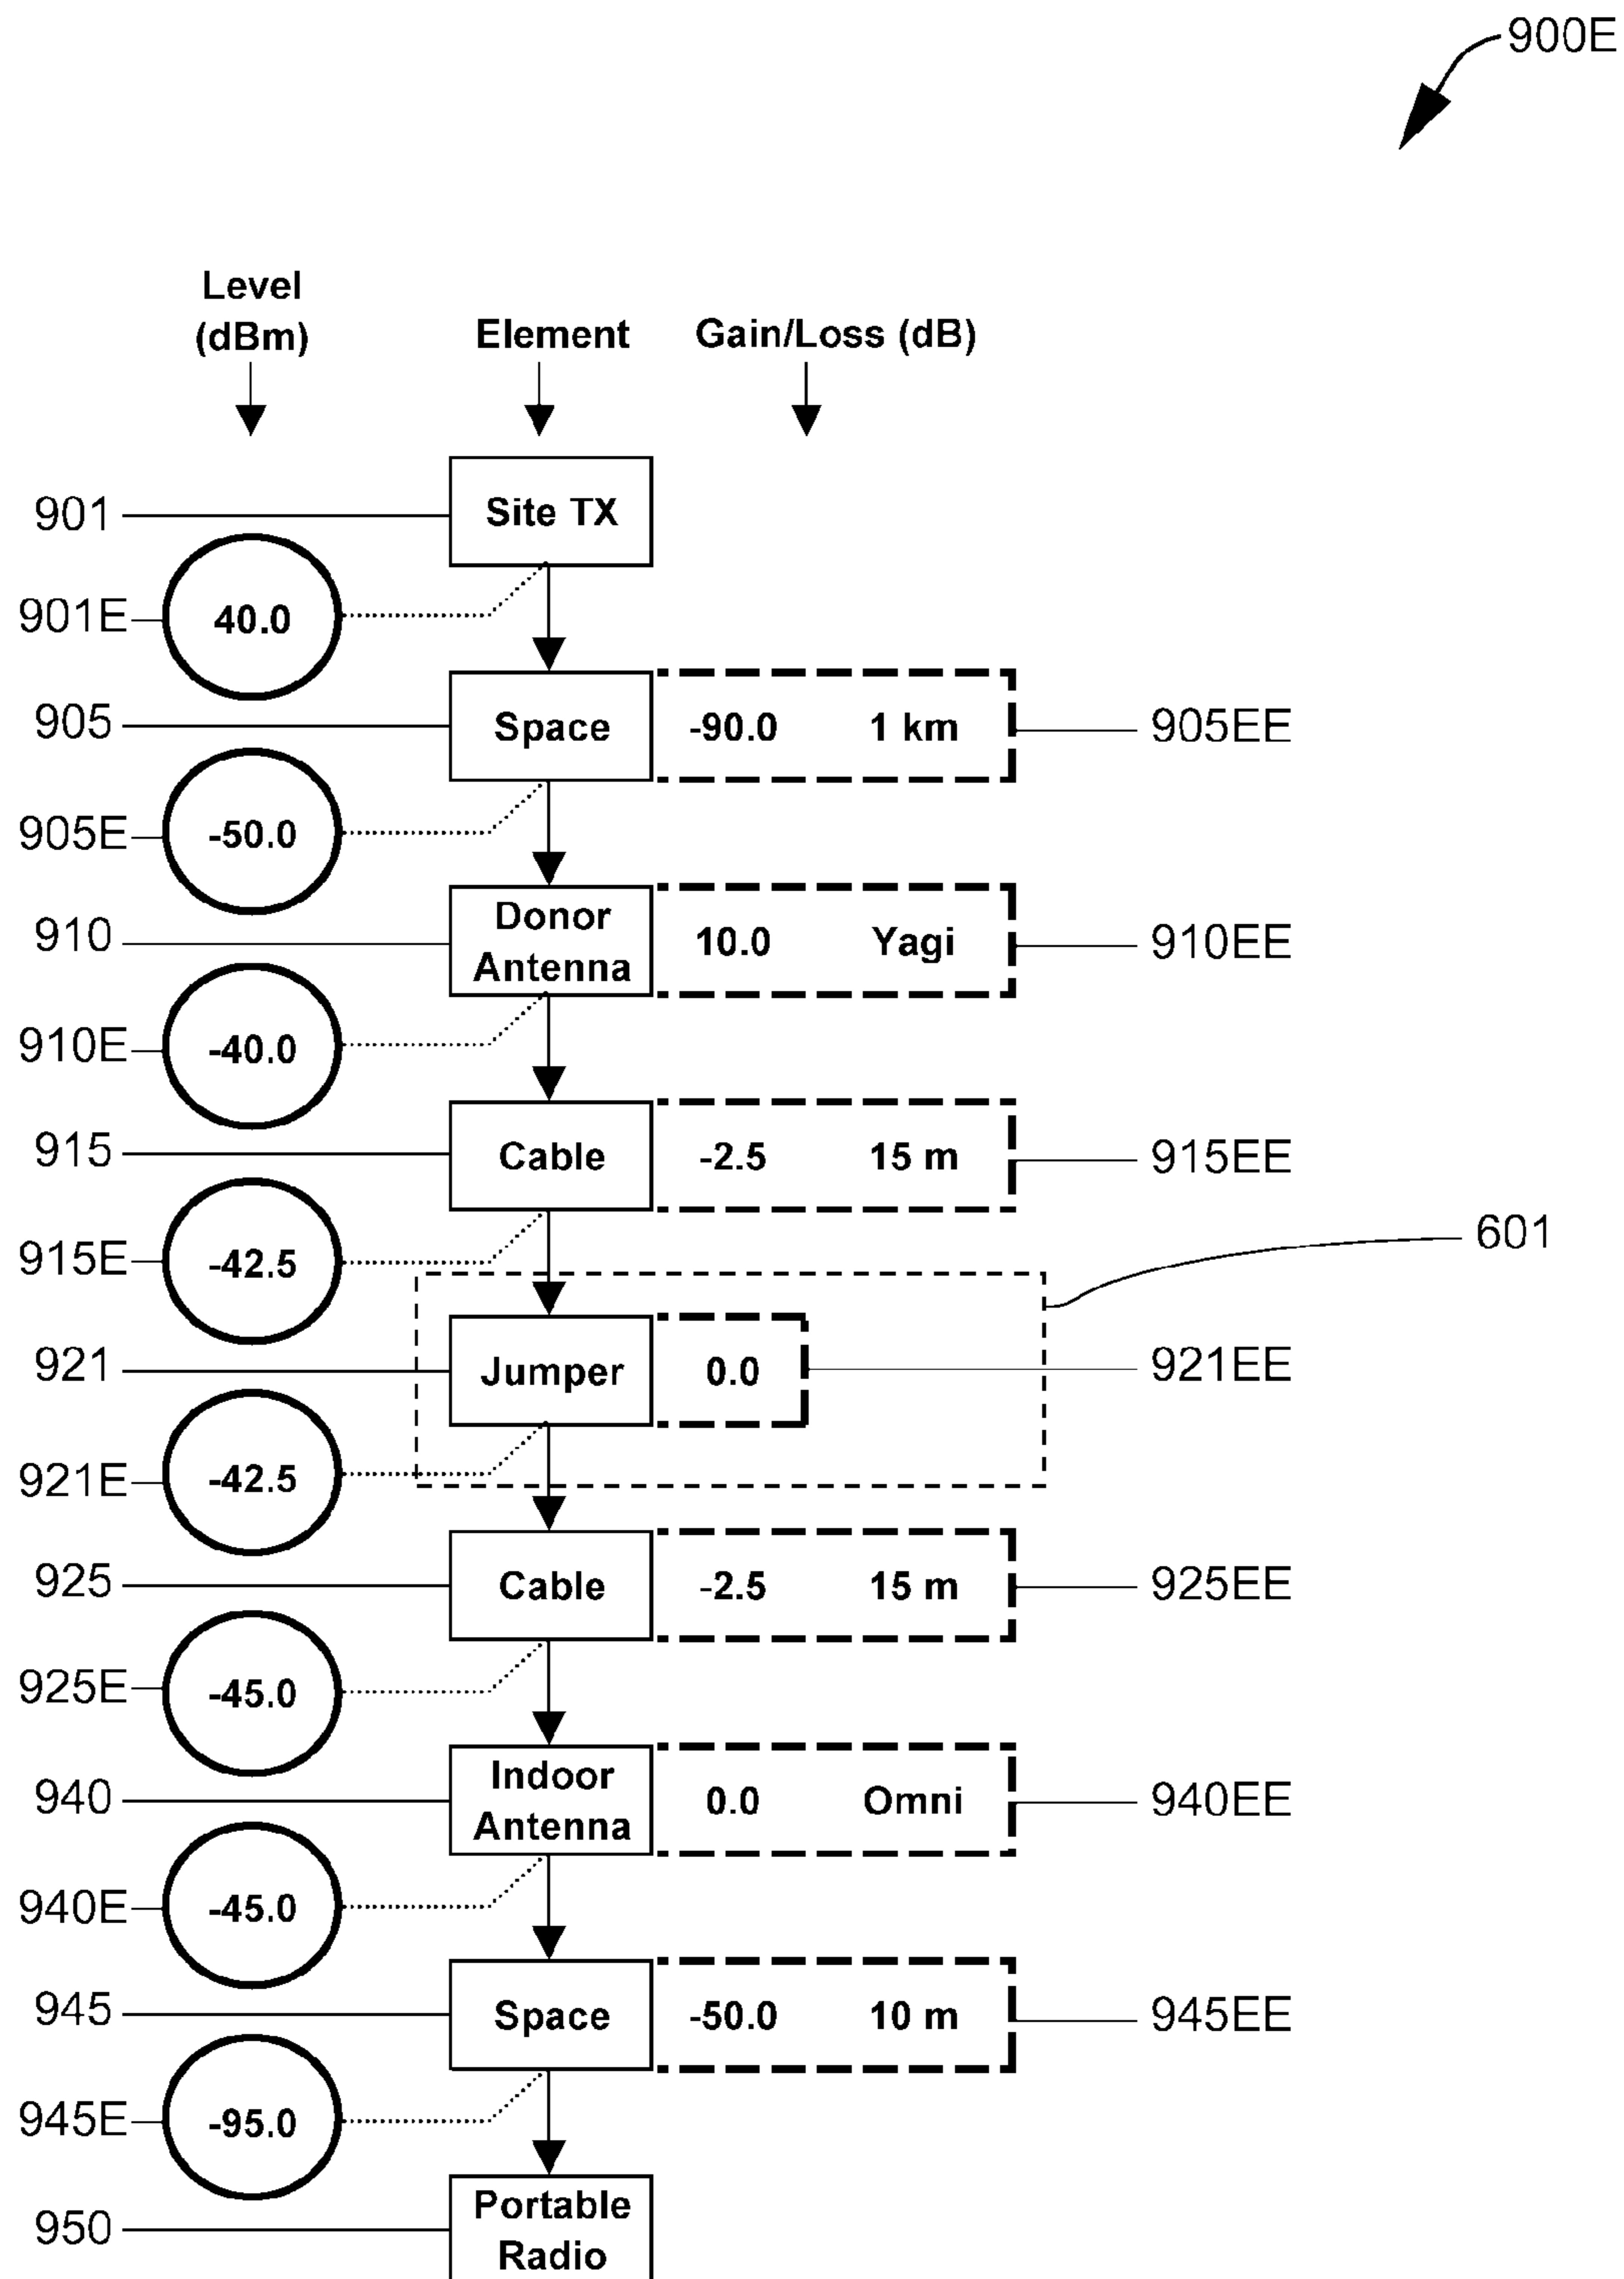 900E
Level
(dBm)
Element
Gain/Loss (dB)
901
Site TX
901E
40.0
905
Space
-90.0 1 km
905EE
905E
-50.0
910
Donor
Antenna
10.0 Yagi
910EE
910E
-40.0
915
Cable
-2.5 15 m
915EE
601
915E
-42.5
921
Jumper
0.0
921EE
921E
-42.5
925
Cable
-2.5 15 m
925EE
925E
-45.0
940
Indoor
Antenna
0.0 Omni
940EE
940E
-45.0
945
Space
-50.0 10 m
945EE
945E
-95.0
950
Portable
Radio